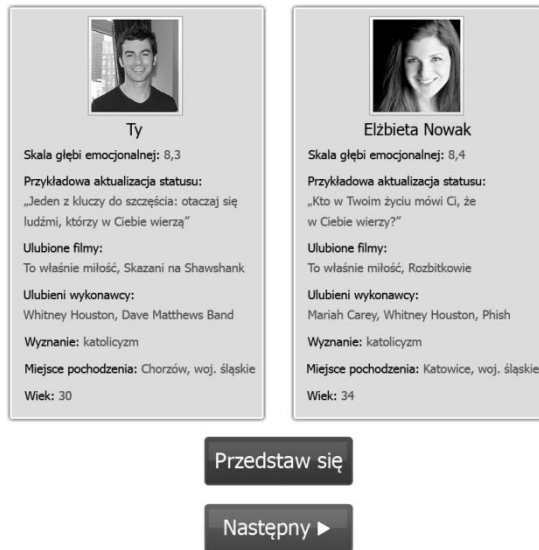 Ty
Skala głębi emocjonalnej: 8,3
Przykładowa aktualizacja statusu:
„Jeden z kluczy do szczęścia: otaczaj się
ludźmi, którzy w Ciebie wierzą”
Ulubione filmy:
To właśnie miłość, Skazani na Shawshank
Ulubieni wykonawcy:
Whitney Houston, Dave Matthews Band
Wyznanie: katolicyzm
Miejsce pochodzenia: Chorzów, woj. śląskie
Wiek: 30
Elżbieta Nowak
Skala głębi emocjonalnej: 8,4
Przykładowa aktualizacja statusu:
„Kto w Twoim życiu mówi Ci, że
w Ciebie wierzy?”
Ulubione filmy:
To właśnie miłość, Rozbitkowie
Ulubieni wykonawcy:
Mariah Carey, Whitney Houston, Phish
Wyznanie: katolicyzm
Miejsce pochodzenia: Katowice, woj. śląskie
Wiek: 34
Przedstaw się
Następny ▶